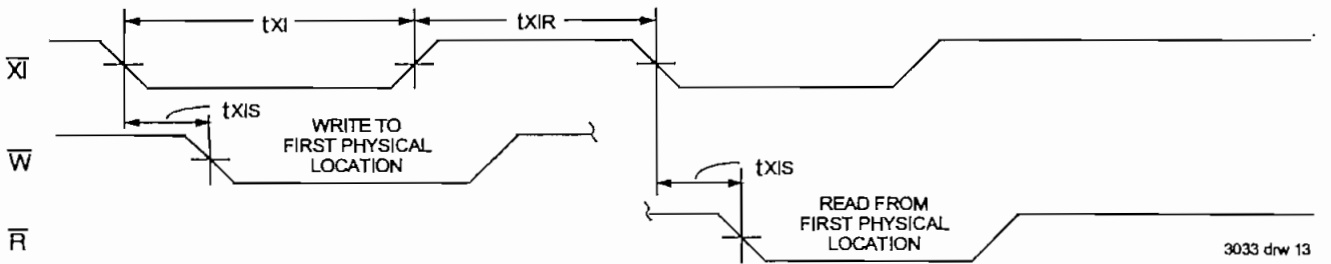 tXI
tXIR
XI
tXIS
WRITE TO
FIRST PHYSICAL
LOCATION
W
tXIS
READ FROM
FIRST PHYSICAL
LOCATION
R
3033 drw 13